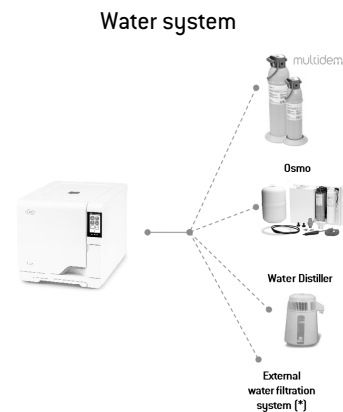 Water system
multidem
Osmo
Water Distiller
External
water filtration
system (*)